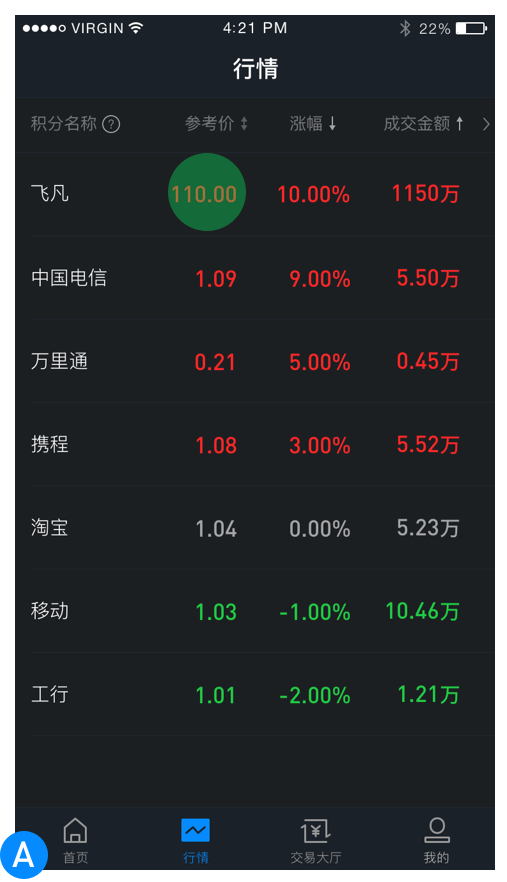 VIRGIN 4:21 PM 22%
行情
积分名称 ? 参考价 涨幅 成交金额
飞凡 110.00 10.00% 1150万
中国电信 1.09 9.00% 5.50万
万里通 0.21 5.00% 0.45万
携程 1.08 3.00% 5.52万
淘宝 1.04 0.00% 5.23万
移动 1.03 -1.00% 10.46万
工行 1.01 -2.00% 1.21万
首页 行情 交易大厅 我的
A